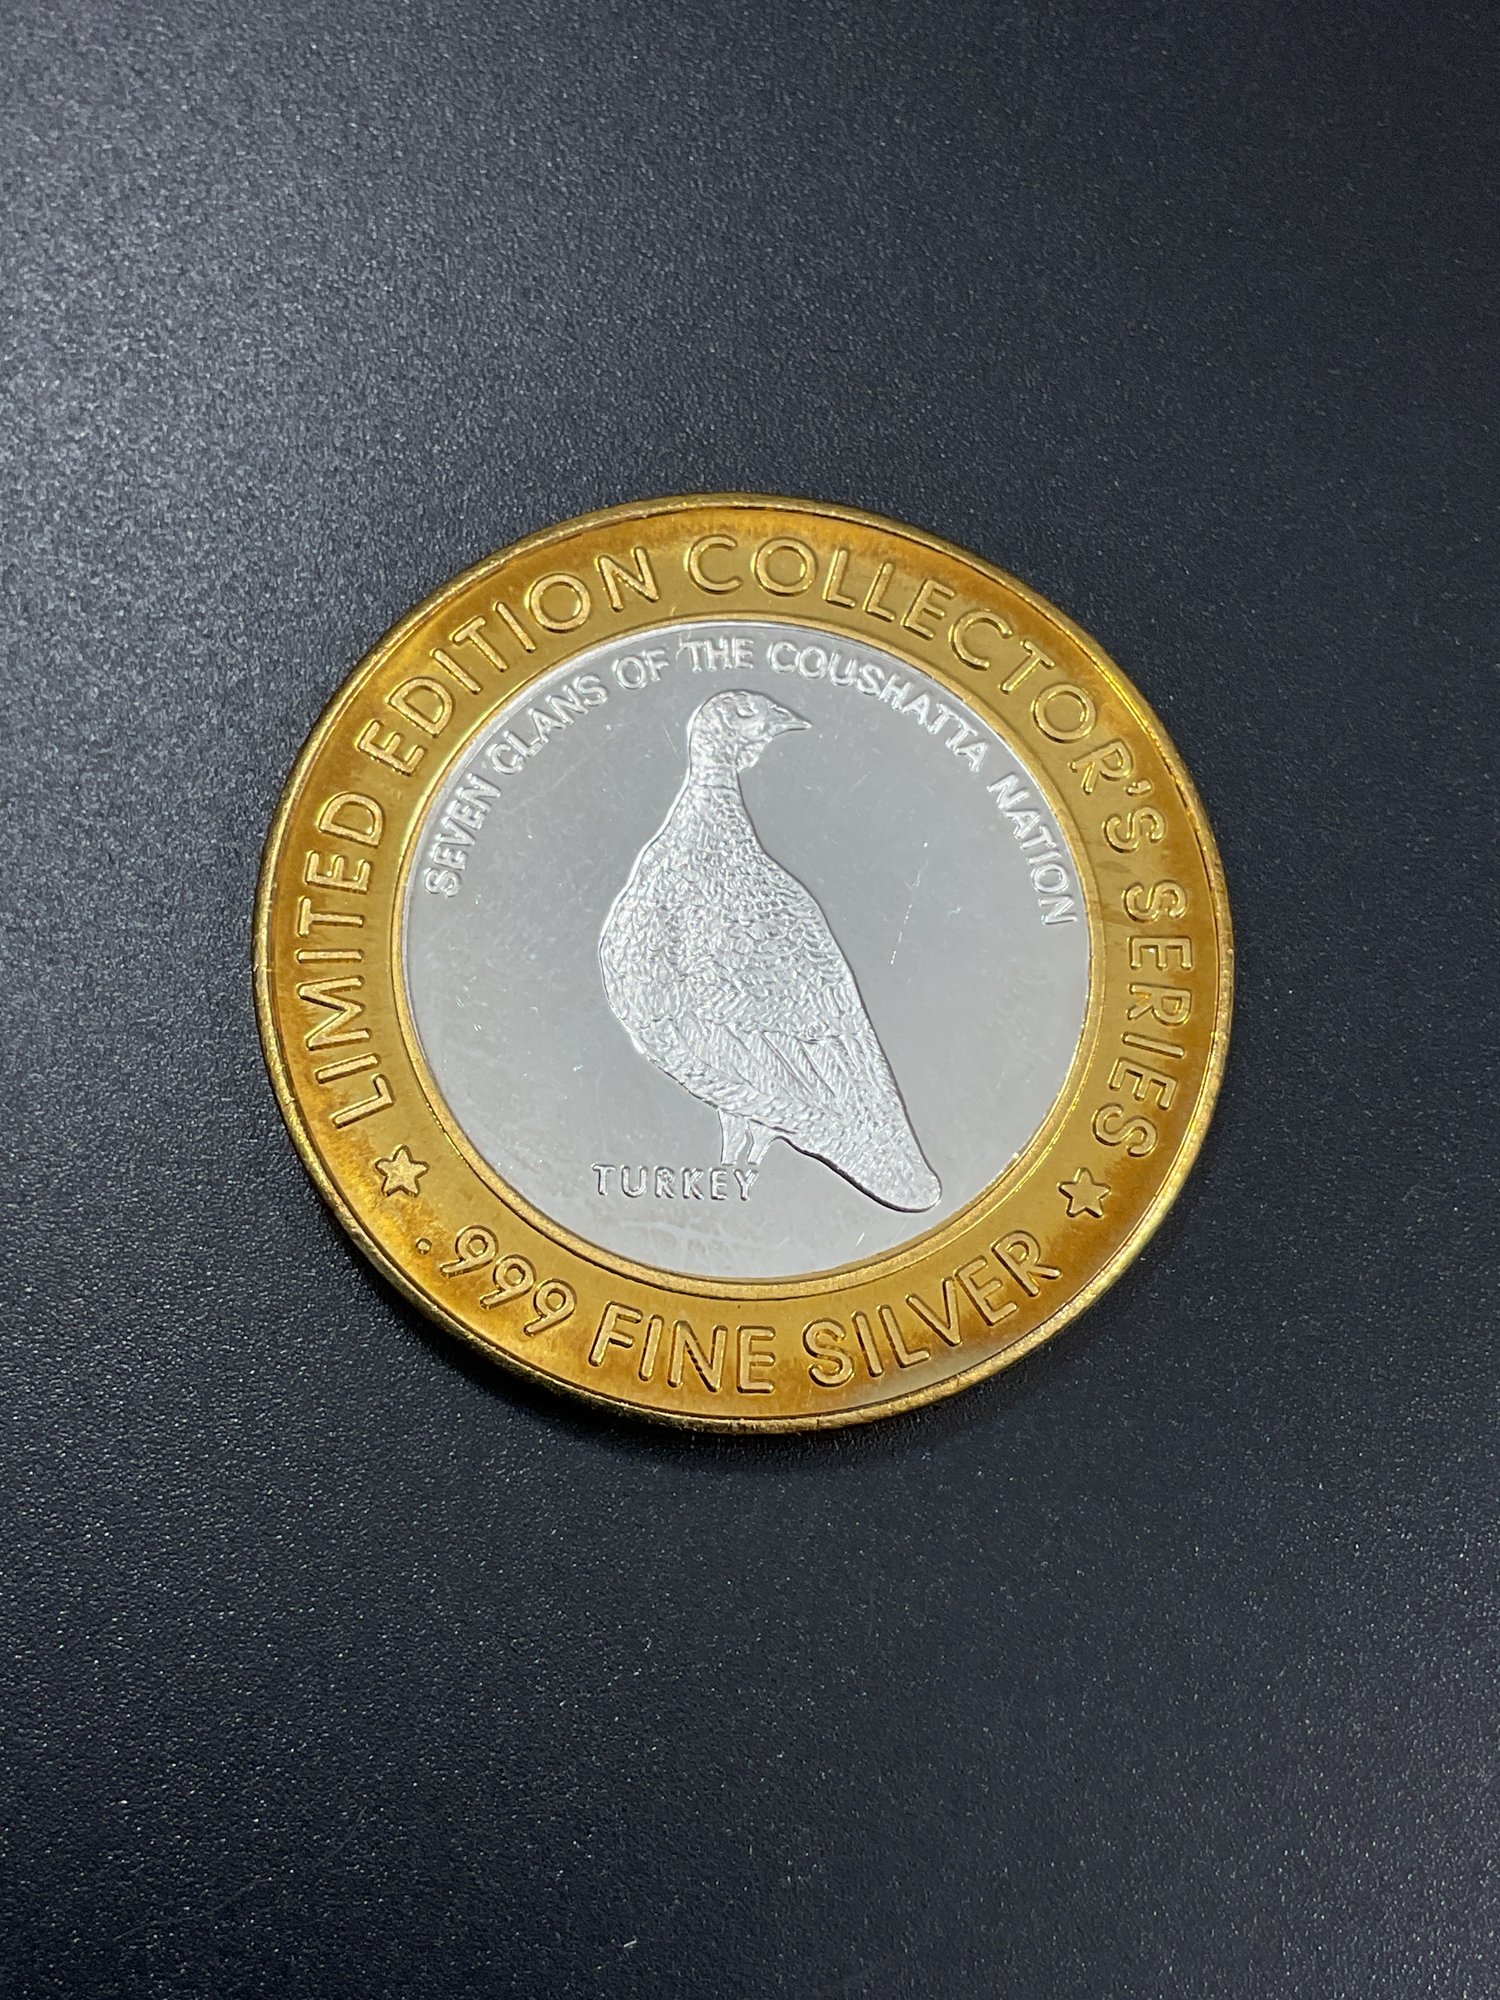 LIMITED EDITION COLLECTOR'S SERIES
SEVEN CLANS OF THE COUSHATTA NATION
TURKEY
.999 FINE SILVER